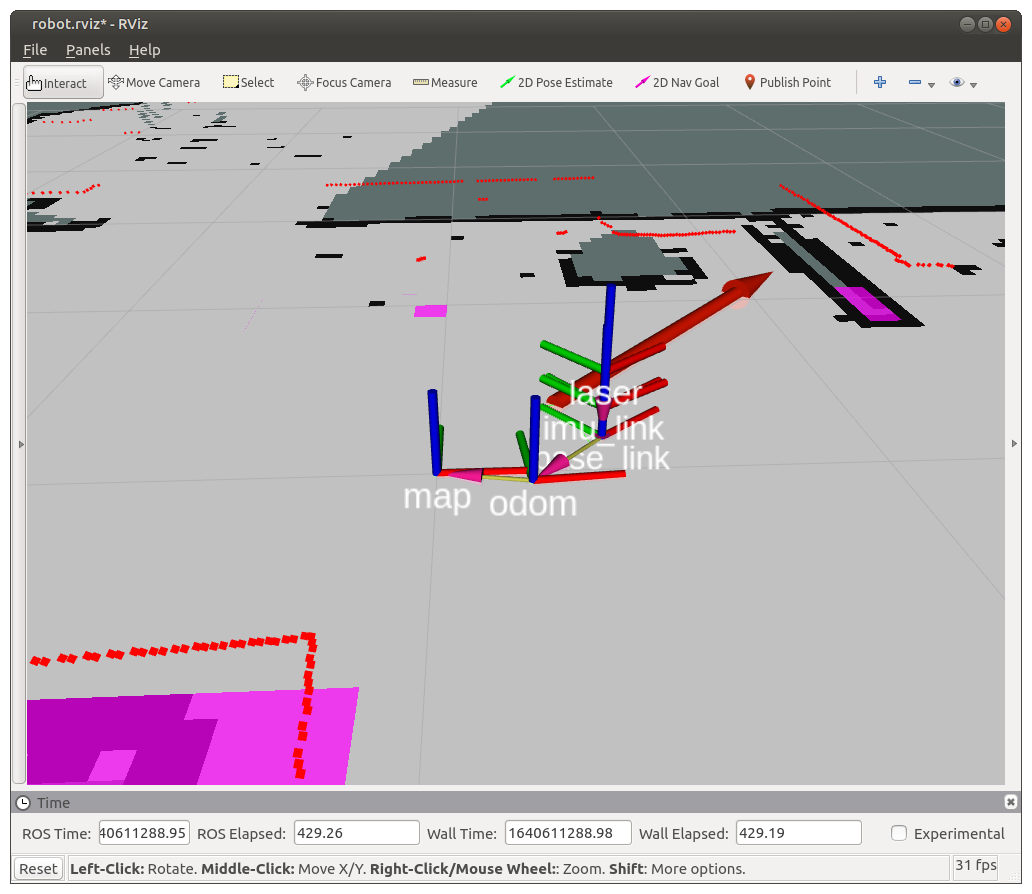 robot.rviz* - RViz
File Panels Help
Interact Move Camera Select Focus Camera Measure 2D Pose Estimate 2D Nav Goal Publish Point
laser
imu_link
base_link
map odom
Time
ROS Time: 40611288.95 ROS Elapsed: 429.26 Wall Time: 1640611288.98 Wall Elapsed: 429.19 Experimental
Reset Left-Click: Rotate. Middle-Click: Move X/Y. Right-Click/Mouse Wheel:: Zoom. Shift: More options. 31 fps